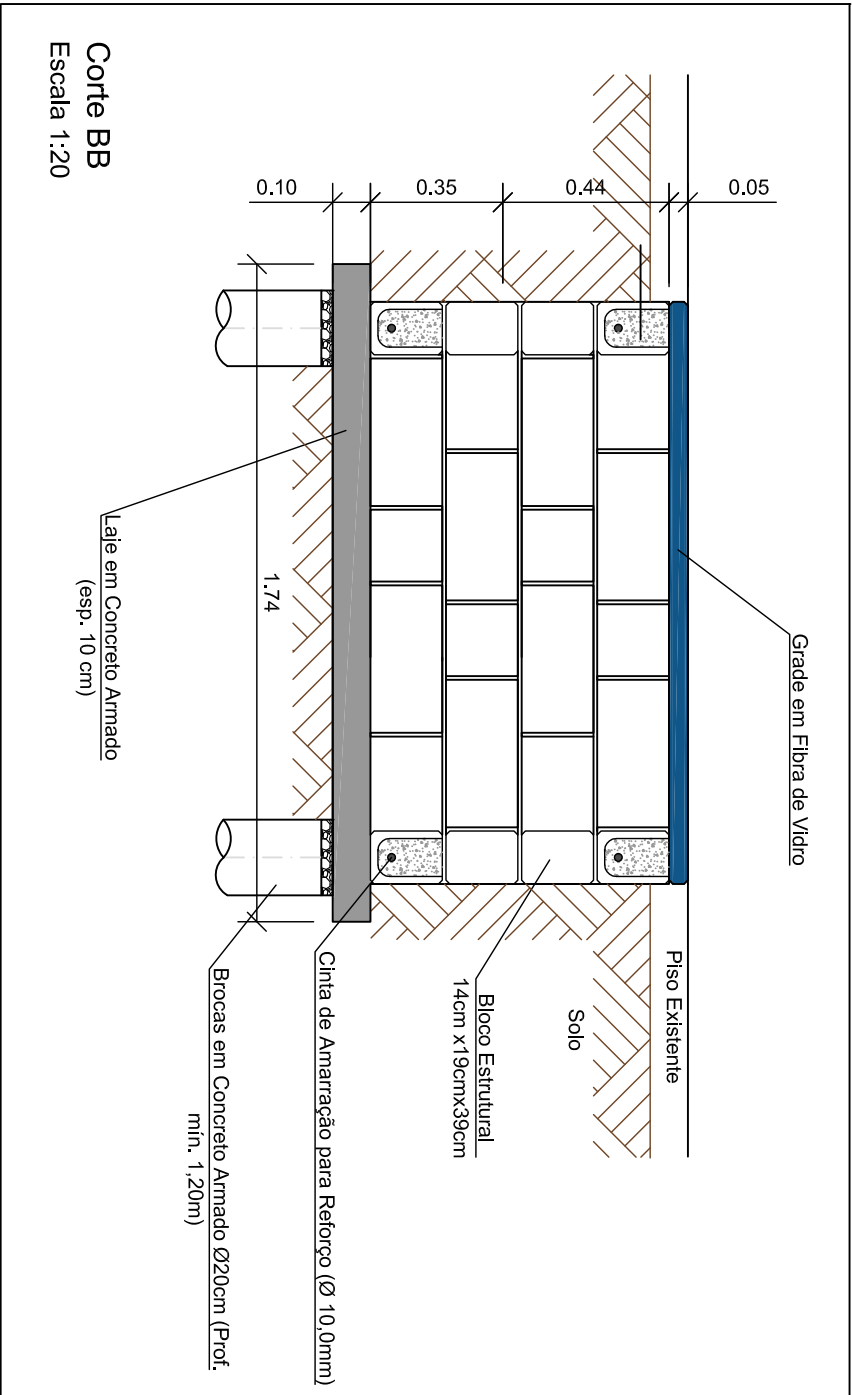 Grade em Fibra de Vidro
Piso Existente
Solo
Bloco Estrutural
14cm x19cmx39cm
Cinta de Amarração para Reforço (Ø 10,0mm)
Brocas em Concreto Armado Ø20cm (Prof.
mín. 1,20m)
Laje em Concreto Armado
(esp. 10 cm)
0.05
0.44
0.35
0.10
1.74
Corte BB
Escala 1:20